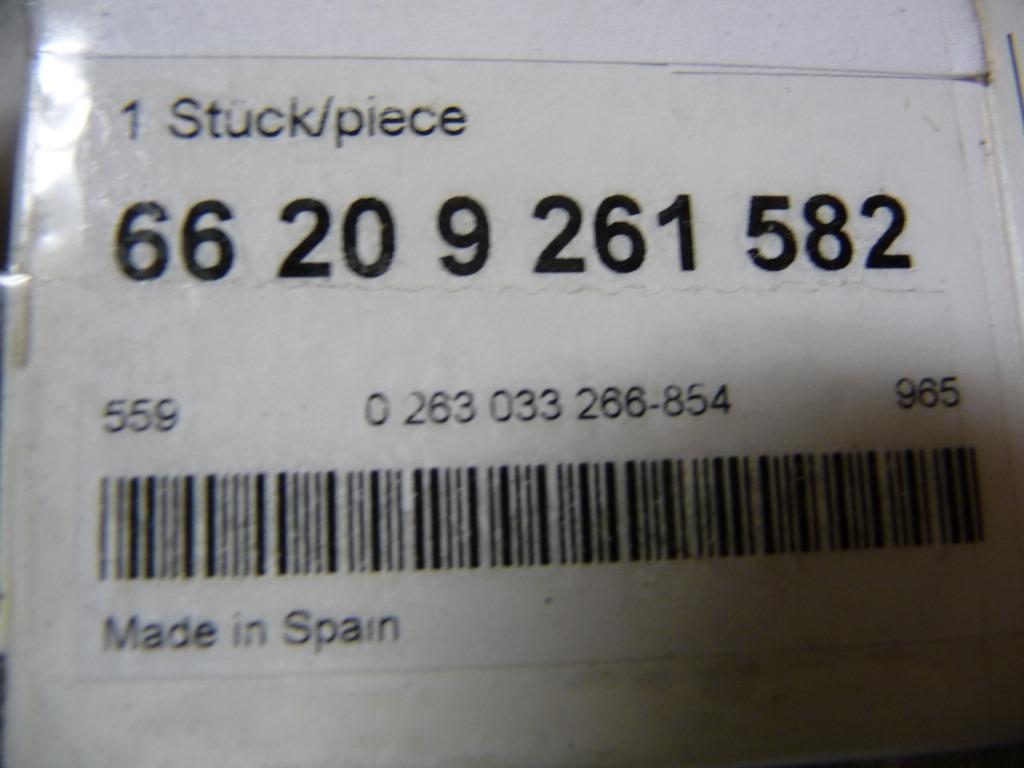 1 Stück/piece
66 20 9 261 582
559 0 263 033 266-854 965
Made in Spain